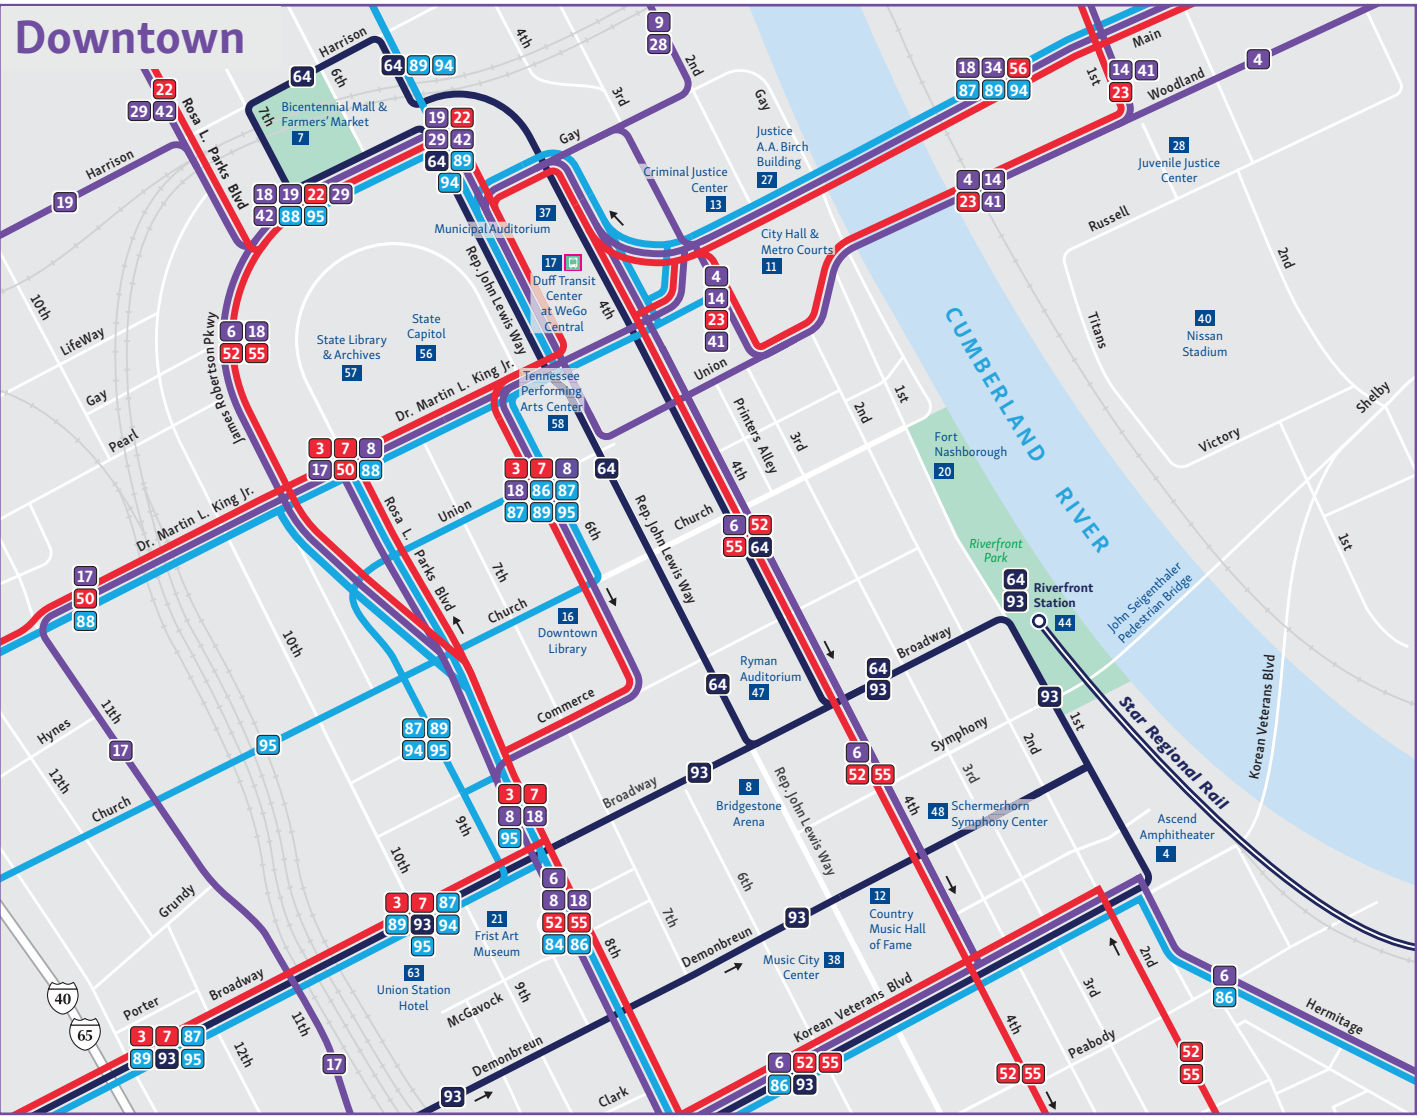 Downtown
Harrison
64
64 89 94
4th
9
28
2nd
3rd
Gay
18 34 56
87 89 94
1st
14 41
23
Main
Woodland
4
22
29 42
Rosa L. Parks Blvd
7th
6th
Bicentennial Mall &
Farmers' Market
7
19 22
29 42
64 89
94
Gay
Justice
A.A. Birch
Building
27
28
Juvenile Justice
Center
Harrison
19
18 19 22 29
42 88 95
37
Municipal Auditorium
Criminal Justice
Center
13
City Hall &
Metro Courts
11
4 14
23 41
Russell
2nd
Titans
10th
LifeWay
Gay
Pearl
6 18
52 55
James Robertson Pkwy
State Library
& Archives
57
State
Capitol
56
Rep. John Lewis Way
17
Duff Transit
Center
at WeGo
Central
4th
4
14
23
41
Union
CUMBERLAND RIVER
40
Nissan
Stadium
Shelby
Victory
1st
Dr. Martin L. King Jr.
Tennessee
Performing
Arts Center
58
Printers Alley
3rd
2nd
1st
Fort
Nashborough
20
3 7 8
17 50 88
3 7 8
18 86 87
87 89 95
64
4th
Dr. Martin L. King Jr.
Rosa L. Parks Blvd
Union
6th
Rep. John Lewis Way
Church
6 52
55 64
Riverfront
Park
64
93
Riverfront
Station
44
John Seigenthaler
Pedestrian Bridge
17
50
88
7th
Church
16
Downtown
Library
10th
Broadway
64
93
Ryman
Auditorium
47
64
93
1st
Star Regional Rail
Korean Veterans Blvd
11th
Hynes
17
12th
95
Church
87 89
94 95
Commerce
6
52 55
Symphony
2nd
3rd
93
Broadway
8
Bridgestone
Arena
Rep. John Lewis Way
4th
48
Schermerhorn
Symphony Center
Ascend
Amphitheater
4
3 7
8 18
95
9th
10th
Grundy
6
8 18
52 55
84 86
6th
12
Country
Music Hall
of Fame
3 7 87
89 93 94
95
21
Frist Art
Museum
93
7th
8th
Demonbreun
Music City
Center
38
63
Union Station
Hotel
Korean Veterans Blvd
2nd
3rd
6
86
Hermitage
40
65
Porter
Broadway
11th
McGavock
9th
3 7 87
89 93 95
12th
17
Demonbreun
93
Clark
6 52 55
86 93
4th
52 55
Peabody
52
55